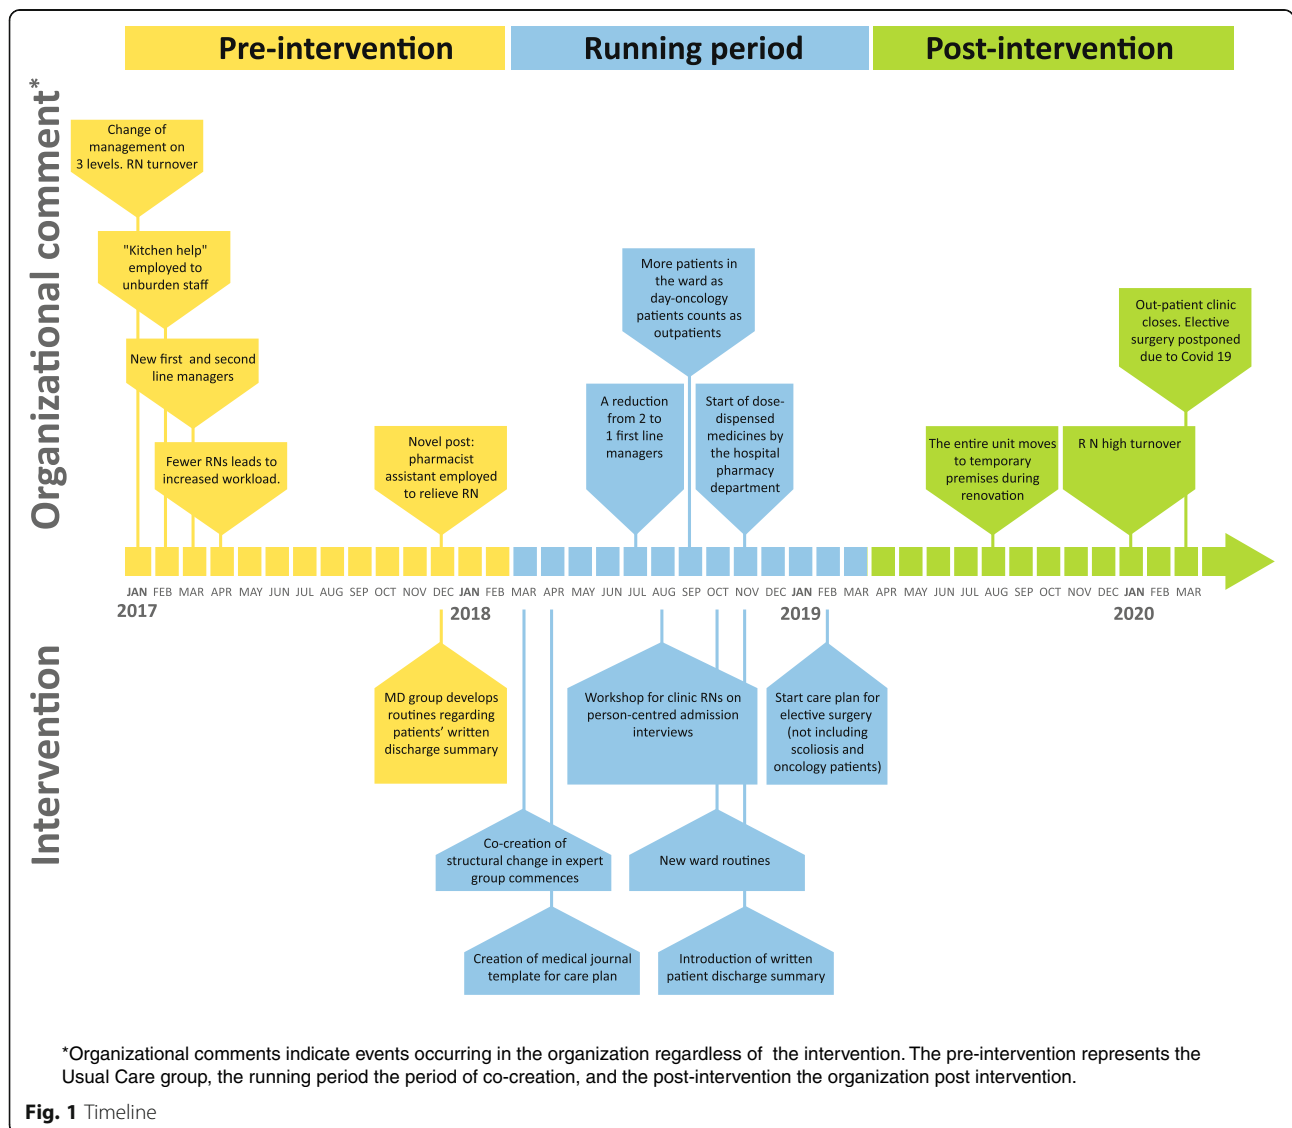 Pre-intervention
Running period
Post-intervention
Organizational comment*
Change of
management on
3 levels. RN turnover
"Kitchen help"
employed to
unburden staff
New first and second
line managers
Fewer RNs leads to
increased workload.
Novel post:
pharmacist
assistant employed
to relieve RN
A reduction
from 2 to
1 first line
managers
More patients in
the ward as
day-oncology
patients counts as
outpatients
Start of dose-
dispensed
medicines by
the hospital
pharmacy
department
The entire unit moves
to temporary
premises during
renovation
R N high turnover
Out-patient clinic
closes. Elective
surgery postponed
due to Covid 19
JAN FEB MAR APR MAY JUN JUL AUG SEP OCT NOV DEC JAN FEB MAR APR MAY JUN JUL AUG SEP OCT NOV DEC JAN FEB MAR APR MAY JUN JUL AUG SEP OCT NOV DEC JAN FEB MAR
2017 2018 2019 2020
Intervention
MD group develops
routines regarding
patients’ written
discharge summary
Workshop for clinic RNs on
person-centred admission
interviews
Start care plan for
elective surgery
(not including
scoliosis and
oncology patients)
Co-creation of
structural change in expert
group commences
New ward routines
Creation of medical journal
template for care plan
Introduction of written
patient discharge summary
*Organizational comments indicate events occurring in the organization regardless of the intervention. The pre-intervention represents the
Usual Care group, the running period the period of co-creation, and the post-intervention the organization post intervention.
Fig. 1 Timeline